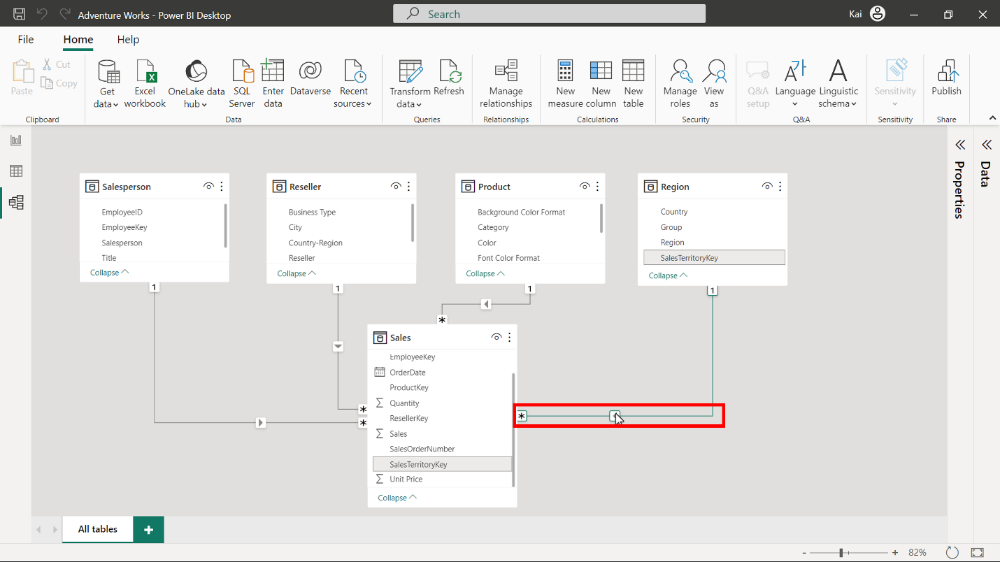 Adventure Works - Power BI Desktop
Search
Kai
File Home Help
Paste
Cut
Copy
Clipboard
Get
data
Excel
workbook
OneLake data
hub
SQL
Server
Enter
data
Dataverse
Recent
sources
Data
Transform
data
Refresh
Queries
Manage
relationships
Relationships
New
measure
New
column
New
table
Calculations
Manage
roles
View
as
Security
Q&A
setup
Language
Linguistic
schema
Q&A
Sensitivity
Sensitivity
Publish
Share
Properties
Data
Salesperson
EmployeeID
EmployeeKey
Salesperson
Title
Collapse
1
Reseller
Business Type
City
Country-Region
Reseller
Collapse
1
Product
Background Color Format
Category
Color
Font Color Format
Collapse
1
Region
Country
Group
Region
SalesTerritoryKey
Collapse
1
*
Sales
EmployeeKey
OrderDate
ProductKey
Quantity
ResellerKey
Sales
SalesOrderNumber
SalesTerritoryKey
Unit Price
Collapse
*
*
*
All tables
+
- + 82%